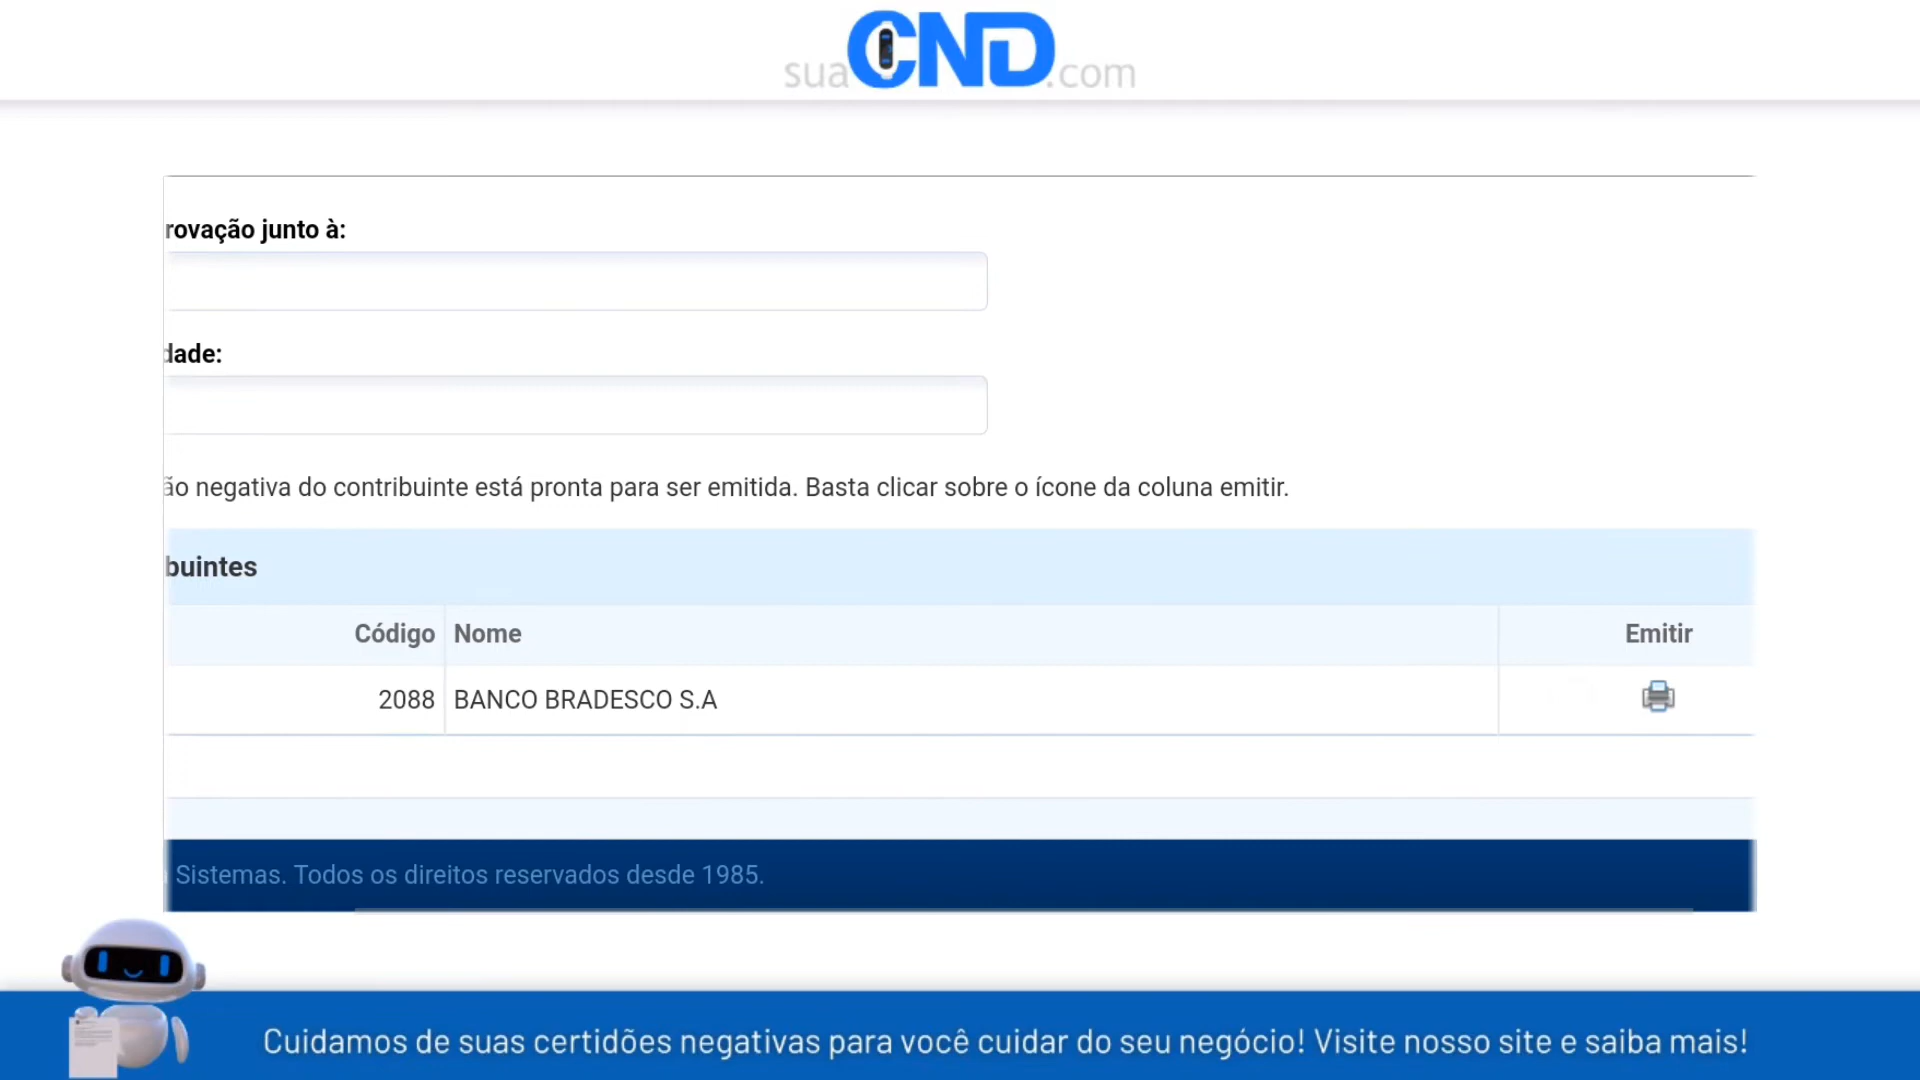 suaCND.com
rovação junto à:
dade:
ão negativa do contribuinte está pronta para ser emitida. Basta clicar sobre o ícone da coluna emitir.
buintes
Código Nome Emitir
2088 BANCO BRADESCO S.A
Sistemas. Todos os direitos reservados desde 1985.
Cuidamos de suas certidões negativas para você cuidar do seu negócio! Visite nosso site e saiba mais!